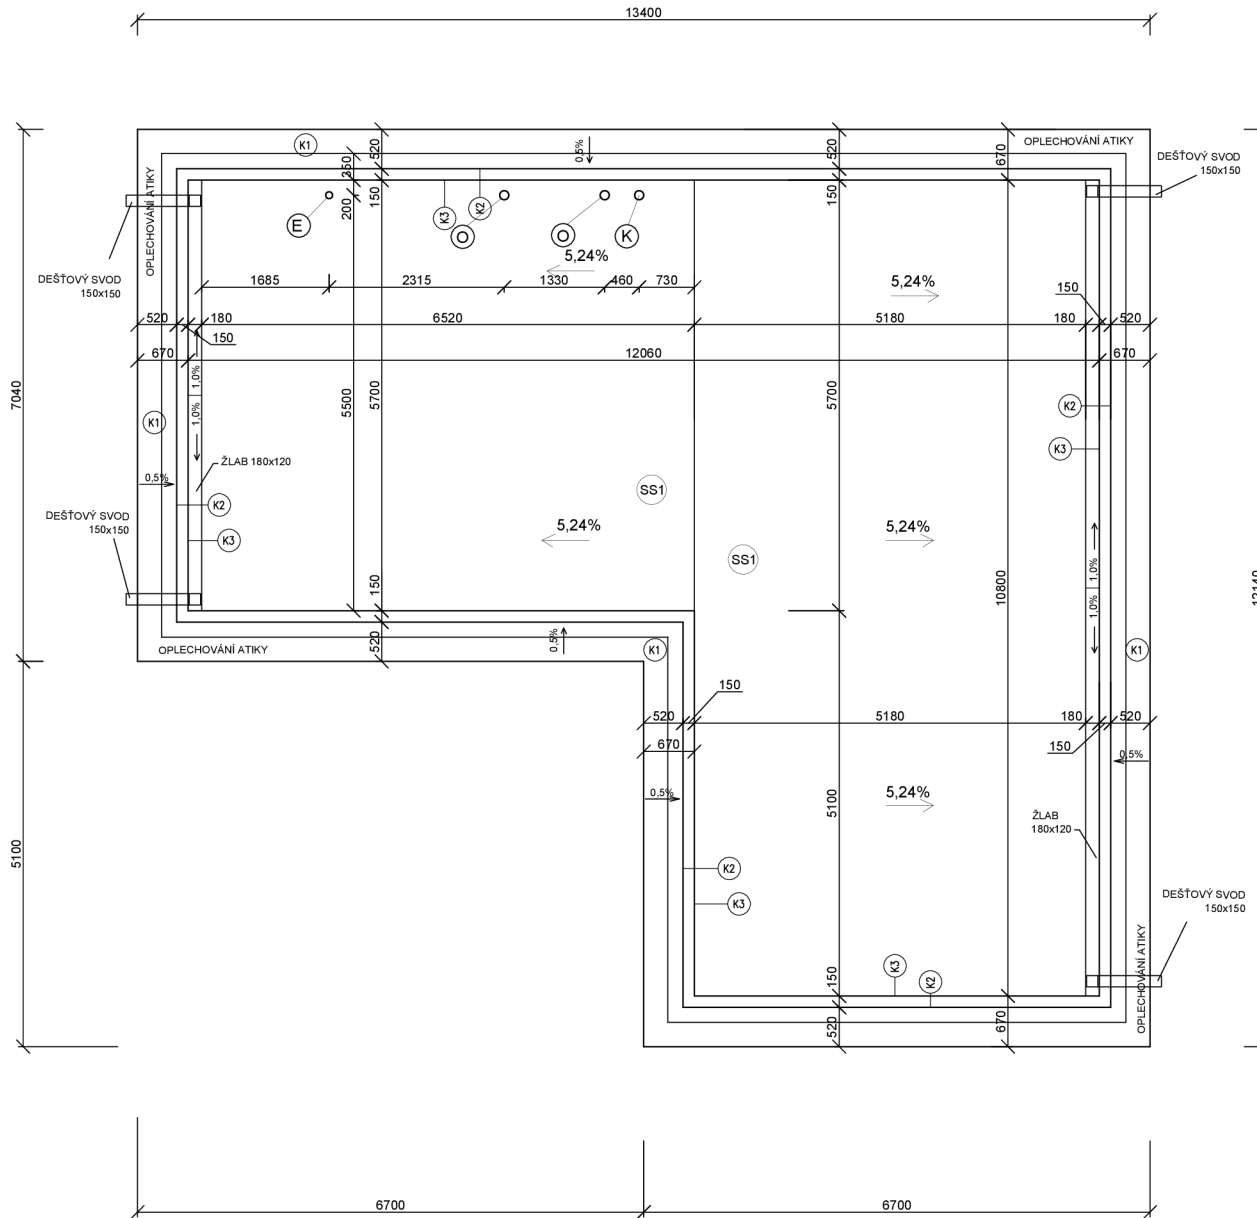 13400
OPLECHOVÁNÍ ATIKY
K1
0,5%
520
520
670
350
150
200
150
150
DEŠŤOVÝ SVOD
150x150
OPLECHOVÁNÍ ATIKY
K3
K2
E
O
O
K
5,24%
5,24%
DEŠŤOVÝ SVOD
150x150
1685
2315
1330
460
730
150
520
180
6520
5180
180
520
150
670
12060
670
7040
1,0%
1,0%
5500
5700
5700
K1
K2
K3
ŽLAB 180x120
0,5%
K2
K3
SS1
SS1
5,24%
5,24%
DEŠŤOVÝ SVOD
150x150
150
520
10800
1,0%
1,0%
OPLECHOVÁNÍ ATIKY
0,5%
K1
K1
150
520
5180
180
520
670
150
0,5%
0,5%
5,24%
5100
5100
ŽLAB
180x120
K2
K3
DEŠŤOVÝ SVOD
150x150
K3
K2
150
520
670
OPLECHOVÁNÍ ATIKY
6700
6700